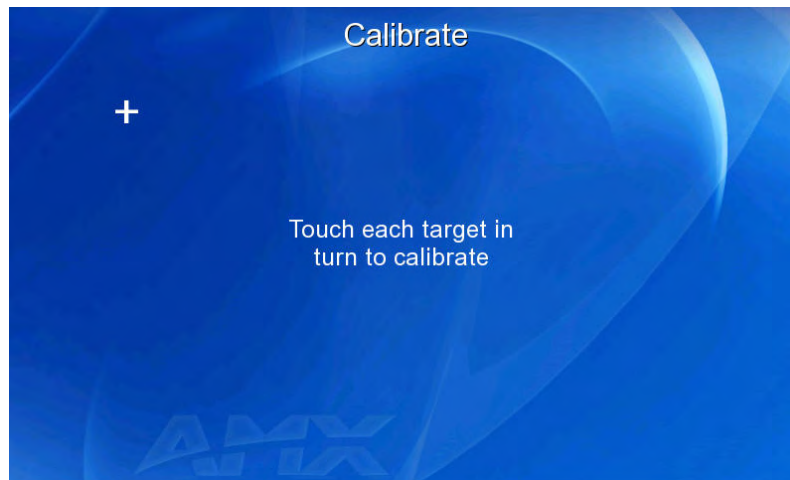 Calibrate
Touch each target in
turn to calibrate
AMX